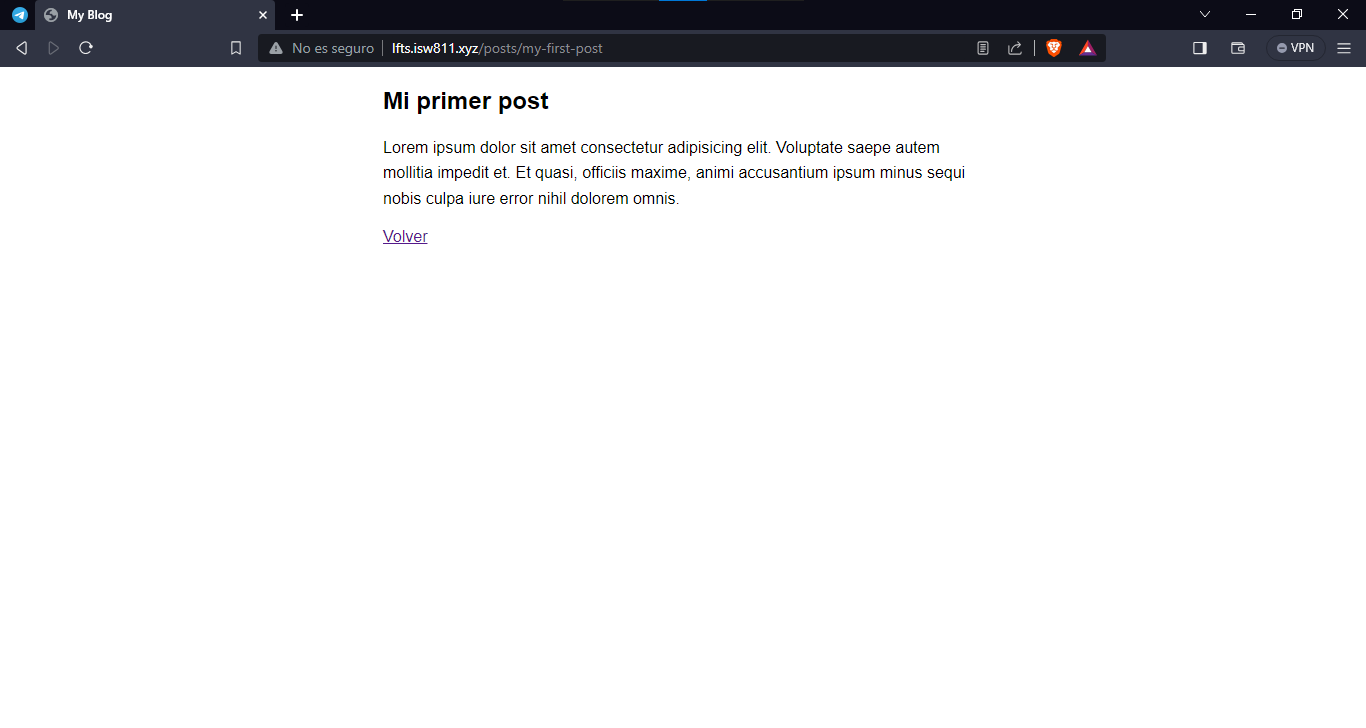 My Blog
No es seguro lfts.isw811.xyz/posts/my-first-post VPN
Mi primer post
Lorem ipsum dolor sit amet consectetur adipisicing elit. Voluptate saepe autem
mollitia impedit et. Et quasi, officiis maxime, animi accusantium ipsum minus sequi
nobis culpa iure error nihil dolorem omnis.
Volver